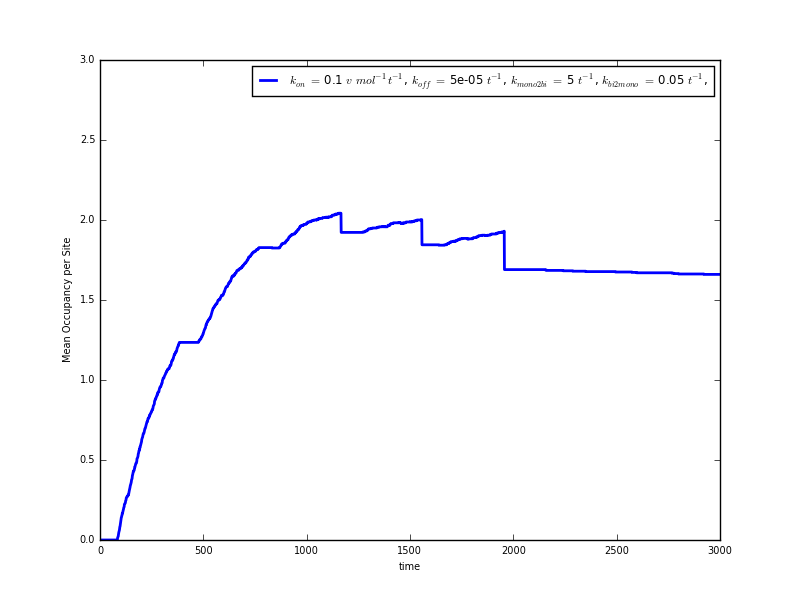 k_on = 0.1 v mol^-1 t^-1, k_off = 5e-05 t^-1, k_mono2bi = 5 t^-1, k_bi2mono = 0.05 t^-1,
3.0
2.5
2.0
1.5
1.0
0.5
0.0
Mean Occupancy per Site
0 500 1000 1500 2000 2500 3000
time